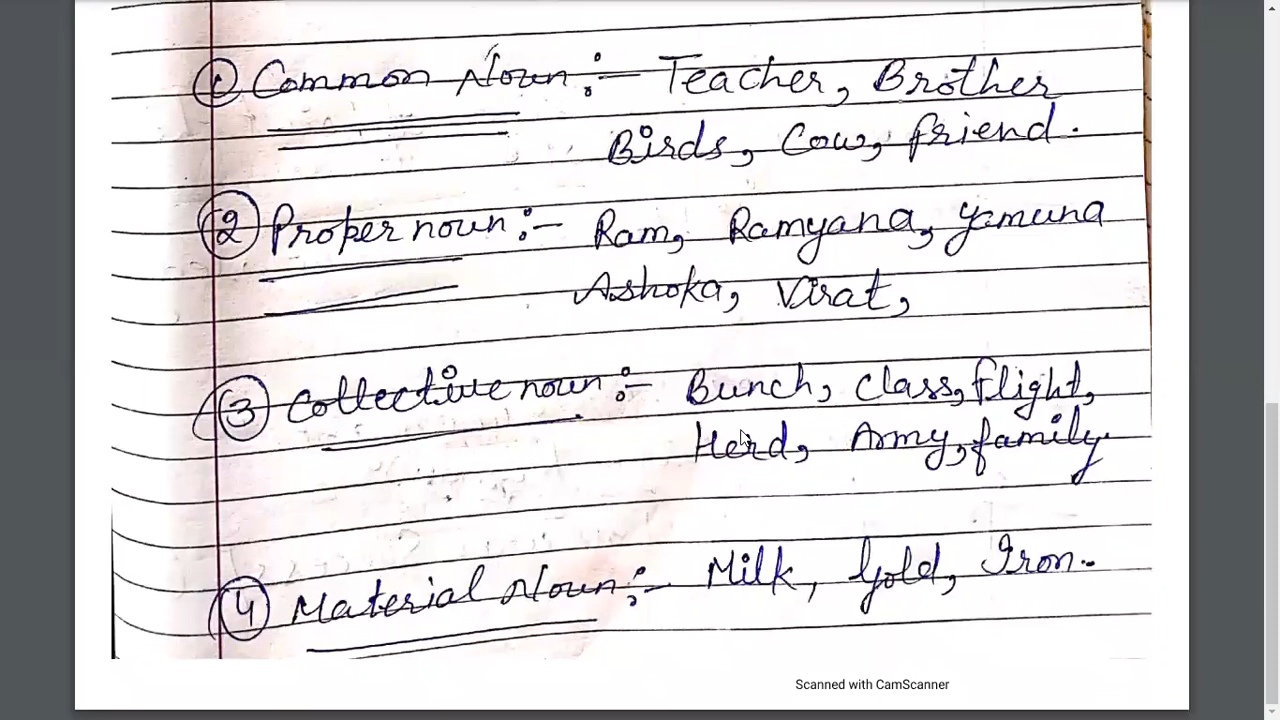 ① Common Noun :- Teacher, Brother
Birds, Cow, friend.
② Proper noun :- Ram, Ramyana, Yamuna
Ashoka, Virat,
③ Collective noun :- Bunch, Class, flight,
Herd, Army, family.
④ Material Noun :- Milk, Gold, Iron.
Scanned with CamScanner